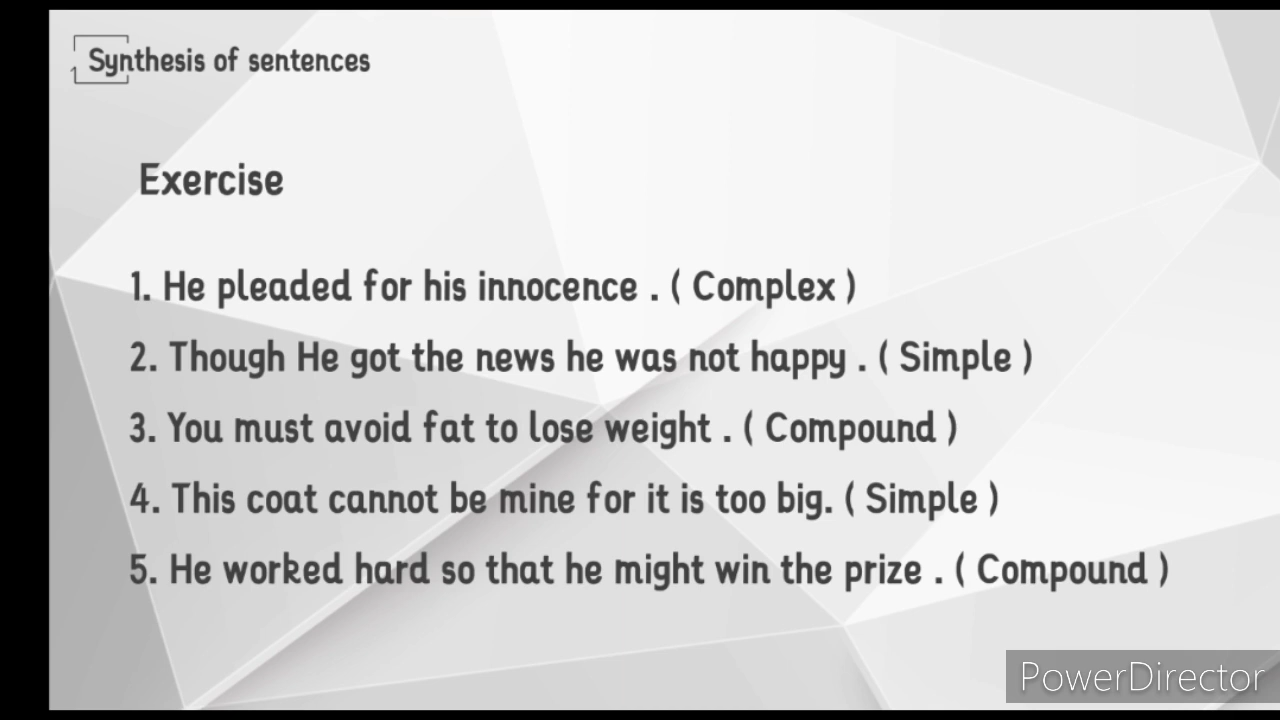 Synthesis of sentences
Exercise
1. He pleaded for his innocence . ( Complex )
2. Though He got the news he was not happy . ( Simple )
3. You must avoid fat to lose weight . ( Compound )
4. This coat cannot be mine for it is too big. ( Simple )
5. He worked hard so that he might win the prize . ( Compound )
PowerDirector